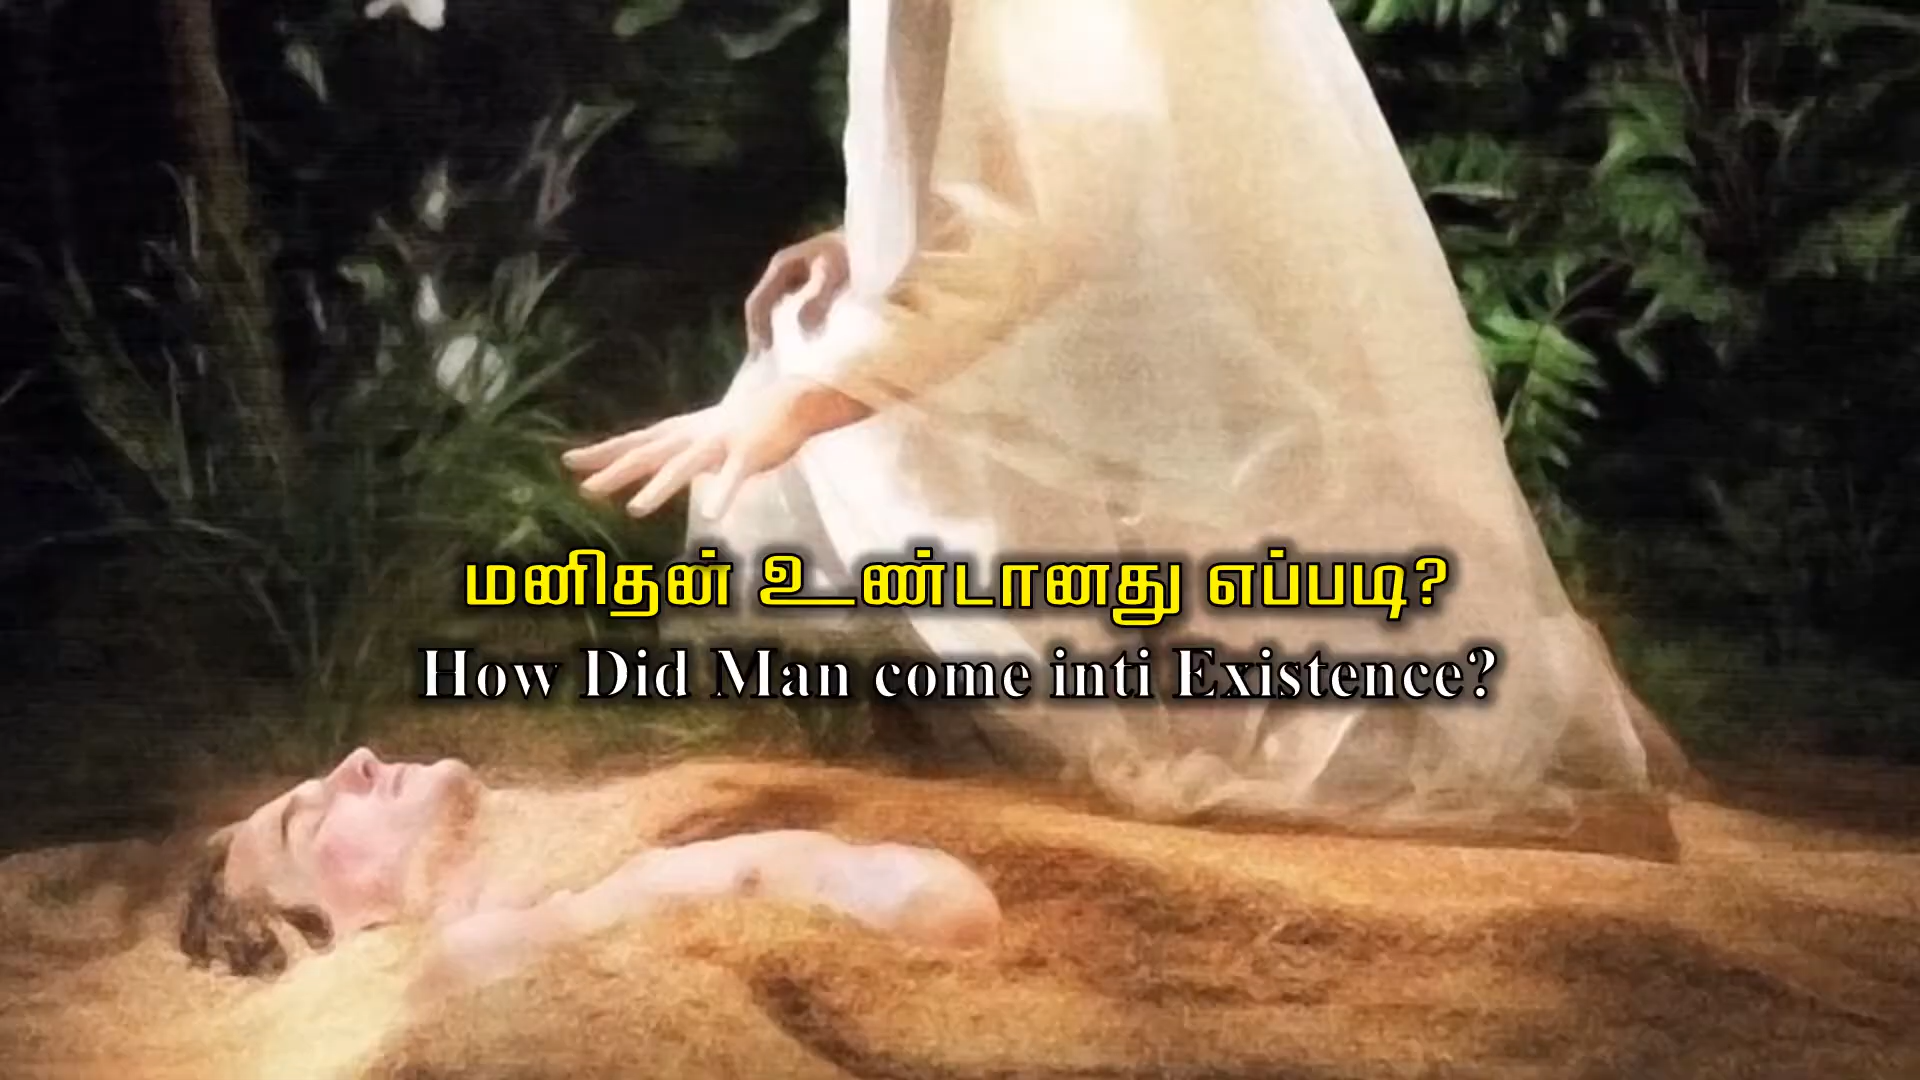 மனிதன் உண்டானது எப்படி?
How Did Man come inti Existence?